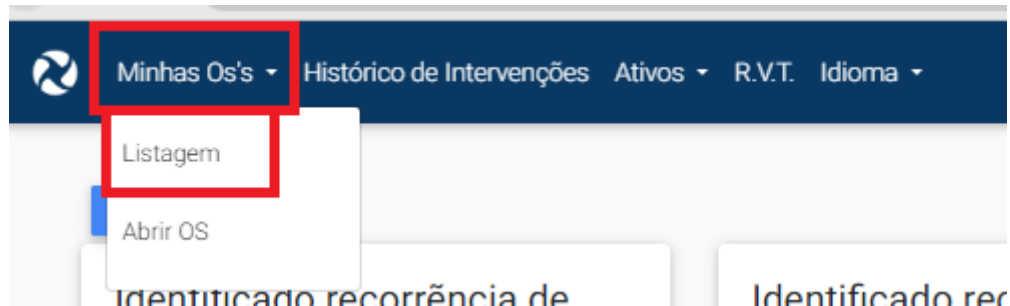 Minhas Os's Histórico de Intervenções Ativos R.V.T. Idioma
Listagem
Abrir OS
Identificado recorrência de
Identificado rec